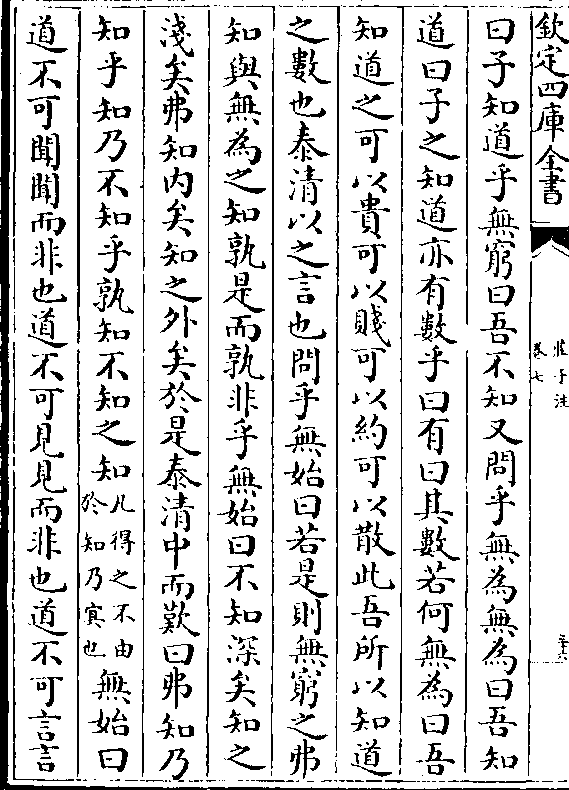 欽定四庫全書
莊子注
卷七
三十六
曰子知道乎無窮曰吾不知又問乎無為無為曰吾知
道曰子之知道亦有數乎曰有曰其數若何無為曰吾
知道之可以貴可以賤可以約可以散此吾所以知道
之數也泰清以之言也問乎無始曰若是則無窮之弗
知與無為之知孰是而孰非乎無始曰不知深矣知之
淺矣弗知內矣知之外矣於是泰清中而歎曰弗知乃
知乎知乃不知乎孰知不知之知凡得之不由於知乃冥也無始曰
道不可聞聞而非也道不可見見而非也道不可言言